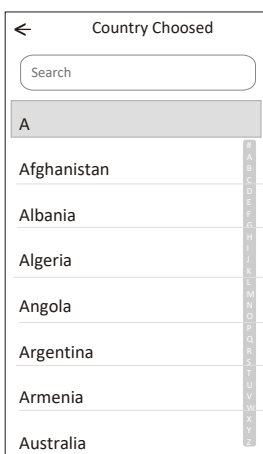 Country Choosed
Search
A
Afghanistan
Albania
Algeria
Angola
Argentina
Armenia
Australia
#
A
B
C
D
E
F
G
H
I
J
K
L
M
N
O
P
Q
R
S
T
U
V
W
X
Y
Z